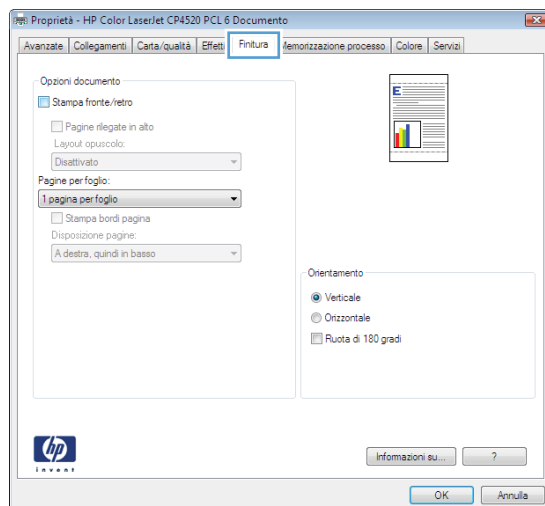 Proprietà - HP Color LaserJet CP4520 PCL 6 Documento
Avanzate Collegamenti Carta/qualità Effetti Finitura Memorizzazione processo Colore Servizi
Opzioni documento
Stampa fronte/retro
Pagine rilegate in alto
Layout opuscolo:
Disattivato
Pagine per foglio:
1 pagina per foglio
Stampa bordi pagina
Disposizione pagine:
A destra, quindi in basso
E
Orientamento
Verticale
Orizzontale
Ruota di 180 gradi
hp
invent
Informazioni su... ?
OK Annulla